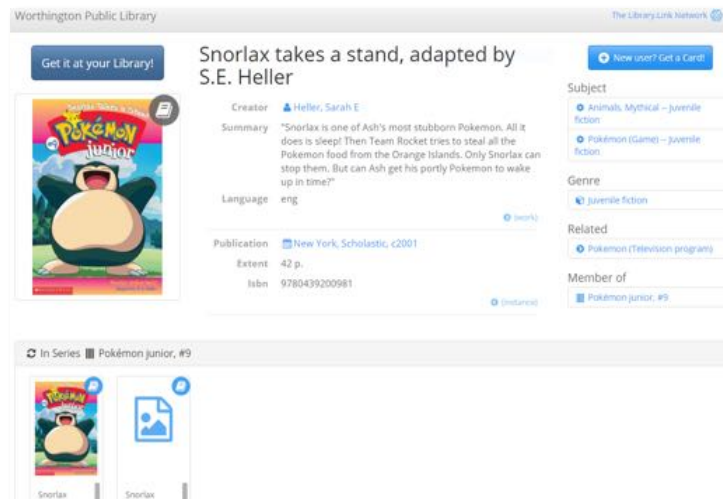 Worthington Public Library
The Library.Link Network
Get it at your Library!
Snorlax takes a stand, adapted by
S.E. Heller
New user? Get a Card!
Creator Heller, Sarah E
Summary "Snorlax is one of Ash's most stubborn Pokemon. All it
does is sleep! Then Team Rocket tries to steal all the
Pokemon food from the Orange Islands. Only Snorlax can
stop them. But can Ash get his portly Pokemon to wake
up in time?"
Language eng
(work)
Publication New York, Scholastic, c2001
Extent 42 p.
Isbn 9780439200981
(instance)
Subject
Animals, Mythical -- Juvenile
fiction
Pokémon (Game) -- Juvenile
fiction
Genre
Juvenile fiction
Related
Pokemon (Television program)
Member of
Pokémon junior, #9
Snorlax Takes a Stand
POKéMON
junior
In Series Pokémon junior, #9
POKéMON
junior
Snorlax
Snorlax